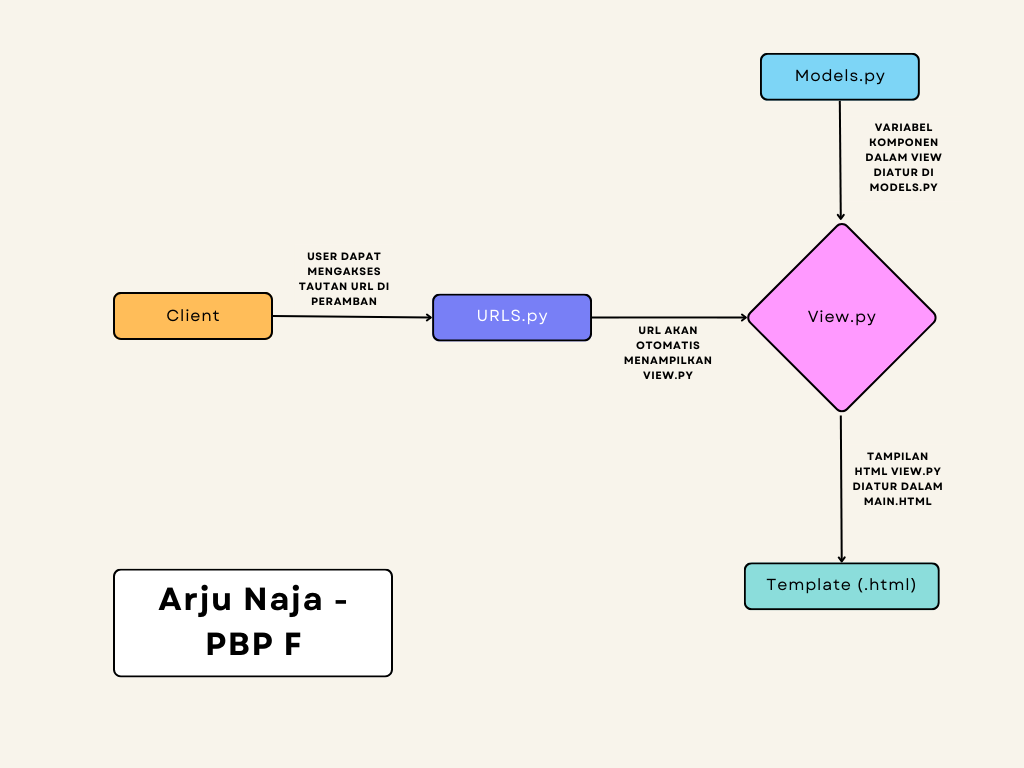 Models.py
VARIABEL
KOMPONEN
DALAM VIEW
DIATUR DI
MODELS.PY
USER DAPAT
MENGAKSES
TAUTAN URL DI
PERAMBAN
Client
URLS.py
View.py
URL AKAN
OTOMATIS
MENAMPILKAN
VIEW.PY
TAMPILAN
HTML VIEW.PY
DIATUR DALAM
MAIN.HTML
Template (.html)
Arju Naja -
PBP F